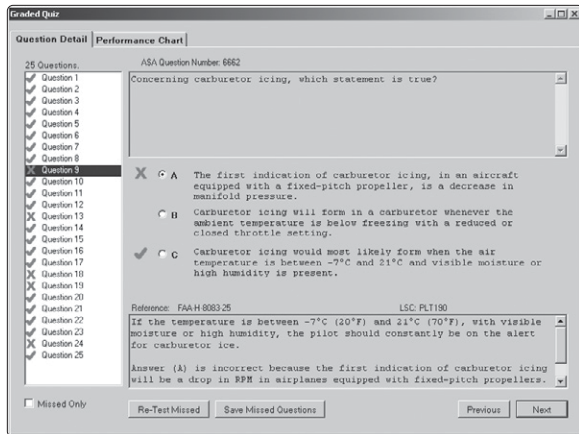 Graded Quiz
Question Detail
Performance Chart
25 Questions.
Question 1
Question 2
Question 3
Question 4
Question 5
Question 6
Question 7
Question 8
Question 9
Question 10
Question 11
Question 12
Question 13
Question 14
Question 15
Question 16
Question 17
Question 18
Question 19
Question 20
Question 21
Question 22
Question 23
Question 24
Question 25
Missed Only
ASA Question Number: 6662
Concerning carburetor icing, which statement is true?
A The first indication of carburetor icing, in an aircraft
equipped with a fixed-pitch propeller, is a decrease in
manifold pressure.
B Carburetor icing will form in a carburetor whenever the
ambient temperature is below freezing with a reduced or
closed throttle setting.
C Carburetor icing would most likely form when the air
temperature is between -7°C and 21°C and visible moisture or
high humidity is present.
Reference: FAA-H-8083-25 LSC: PLT190
If the temperature is between -7°C (20°F) and 21°C (70°F), with visible
moisture or high humidity, the pilot should constantly be on the alert
for carburetor ice.
Answer (A) is incorrect because the first indication of carburetor icing
will be a drop in RPM in airplanes equipped with fixed-pitch propellers.
Re-Test Missed
Save Missed Questions
Previous
Next